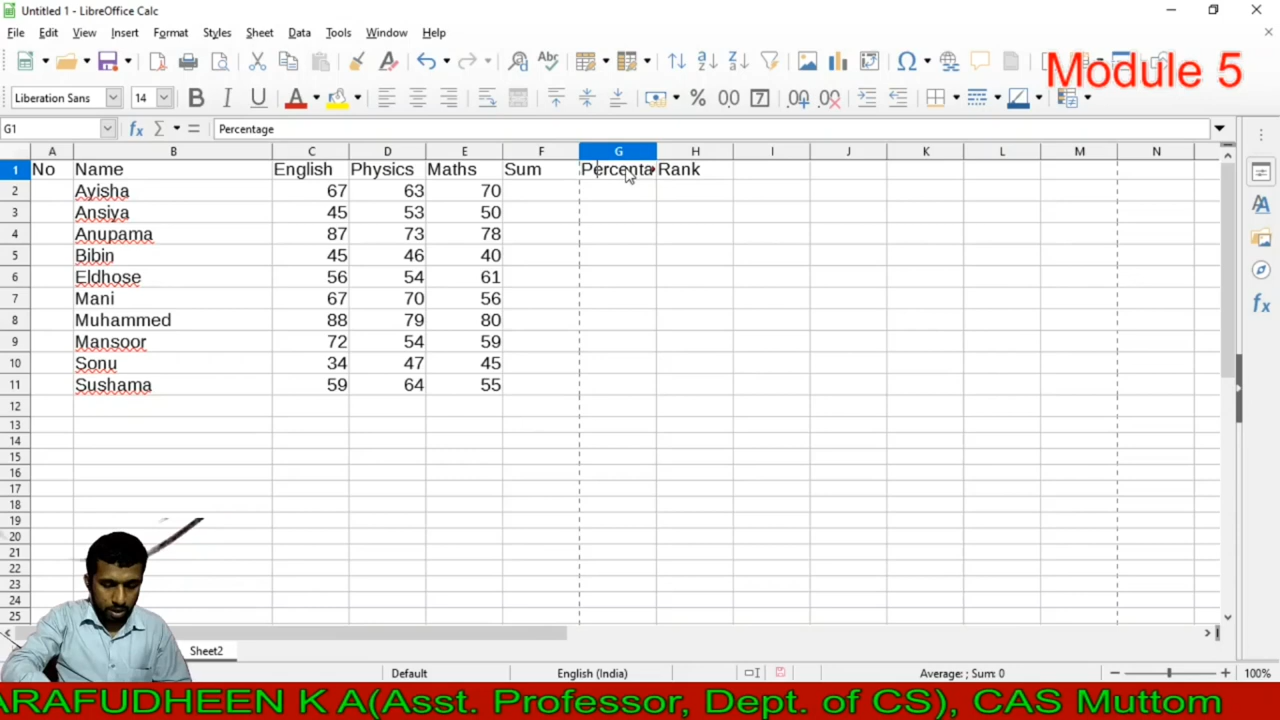 Untitled 1 - LibreOffice Calc
File Edit View Insert Format Styles Sheet Data Tools Window Help
Module 5
Liberation Sans 14
G1 Percentage
A B C D E F G H I J K L M N
1 No Name English Physics Maths Sum Percenta Rank
2 Ayisha 67 63 70
3 Ansiya 45 53 50
4 Anupama 87 73 78
5 Bibin 45 46 40
6 Eldhose 56 54 61
7 Mani 67 70 56
8 Muhammed 88 79 80
9 Mansoor 72 54 59
10 Sonu 34 47 45
11 Sushama 59 64 55
12
13
14
15
16
17
18
19
20
21
22
23
24
25
Sheet2
Default English (India) Average: ; Sum: 0 100%
ARAFUDHEEN K A(Asst. Professor, Dept. of CS), CAS Muttom